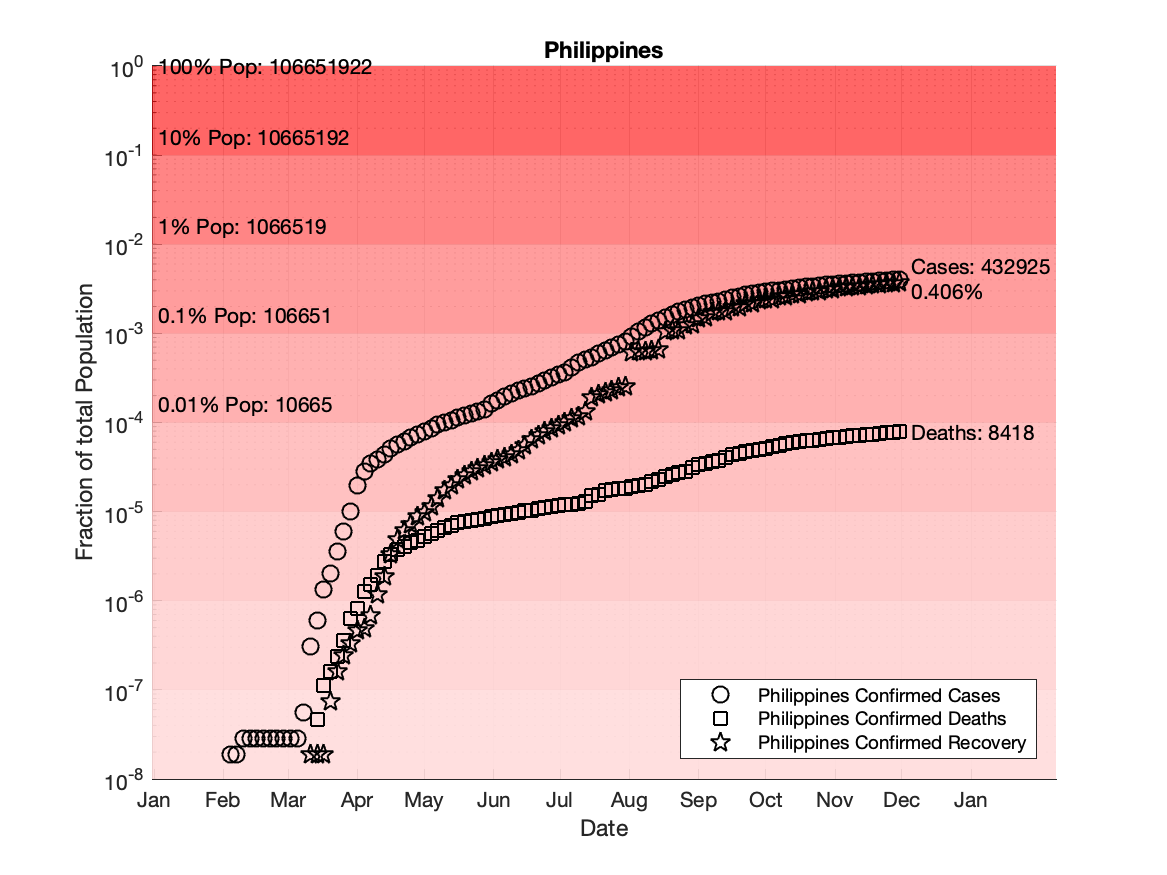 Philippines
10^0
100% Pop: 106651922
10% Pop: 10665192
10^-1
1% Pop: 1066519
10^-2
Cases: 432925
0.406%
0.1% Pop: 106651
10^-3
0.01% Pop: 10665
10^-4
Deaths: 8418
10^-5
10^-6
10^-7
10^-8
Fraction of total Population
Philippines Confirmed Cases
Philippines Confirmed Deaths
Philippines Confirmed Recovery
Jan Feb Mar Apr May Jun Jul Aug Sep Oct Nov Dec Jan
Date